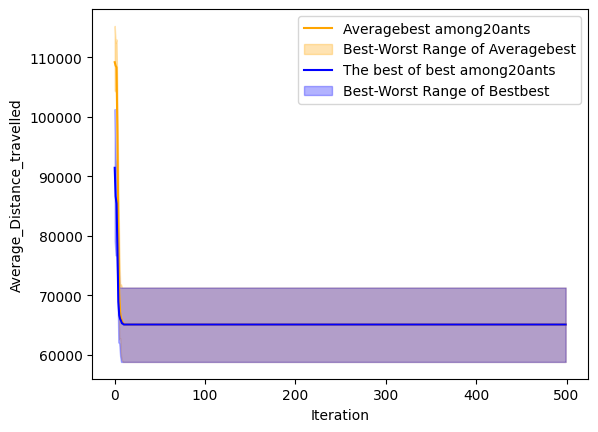 Averagebest among20ants
Best-Worst Range of Averagebest
The best of best among20ants
Best-Worst Range of Bestbest
Average_Distance_travelled
110000
100000
90000
80000
70000
60000
0 100 200 300 400 500
Iteration